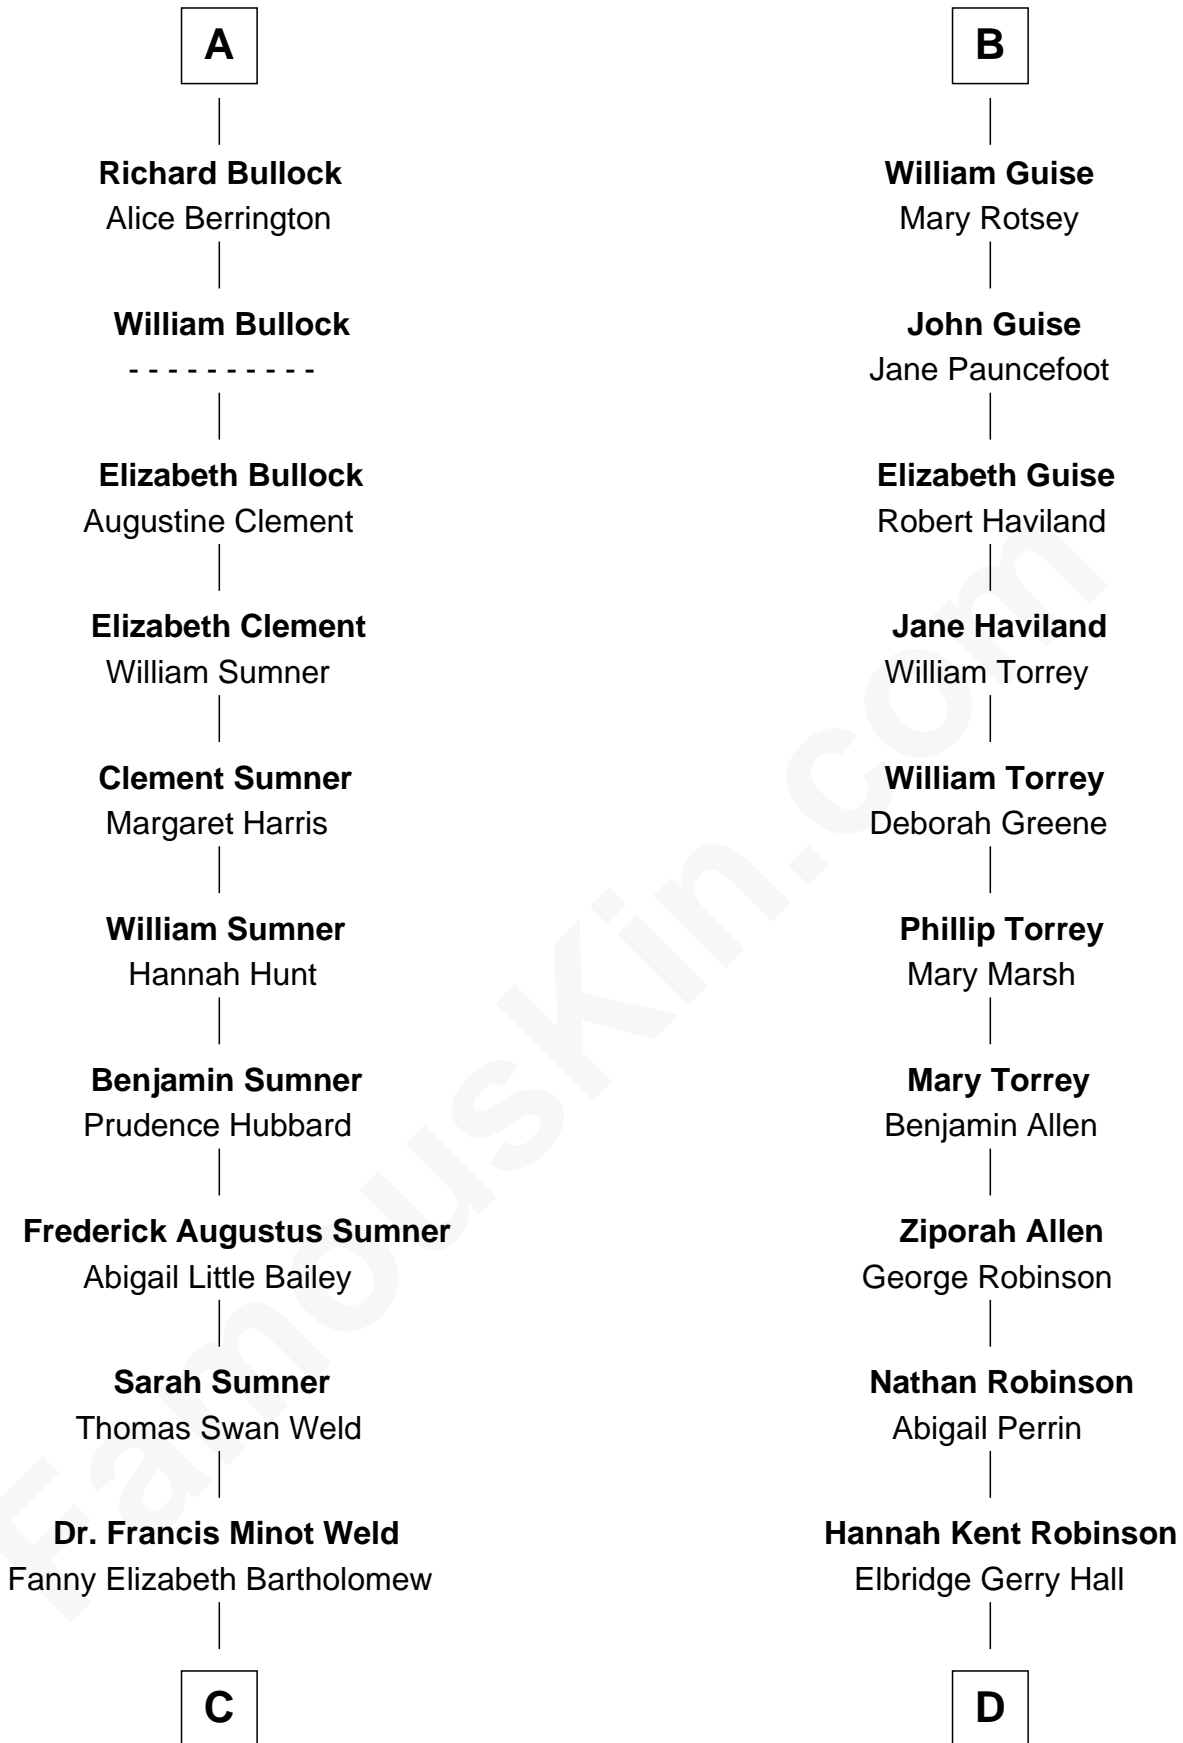 A
Richard Bullock
Alice Berrington
William Bullock
- - - - - - - - - -
Elizabeth Bullock
Augustine Clement
Elizabeth Clement
William Sumner
Clement Sumner
Margaret Harris
William Sumner
Hannah Hunt
Benjamin Sumner
Prudence Hubbard
Frederick Augustus Sumner
Abigail Little Bailey
Sarah Sumner
Thomas Swan Weld
Dr. Francis Minot Weld
Fanny Elizabeth Bartholomew
C
B
William Guise
Mary Rotsey
John Guise
Jane Pauncefoot
Elizabeth Guise
Robert Haviland
Jane Haviland
William Torrey
William Torrey
Deborah Greene
Phillip Torrey
Mary Marsh
Mary Torrey
Benjamin Allen
Ziporah Allen
George Robinson
Nathan Robinson
Abigail Perrin
Hannah Kent Robinson
Elbridge Gerry Hall
D
FamousKin.com